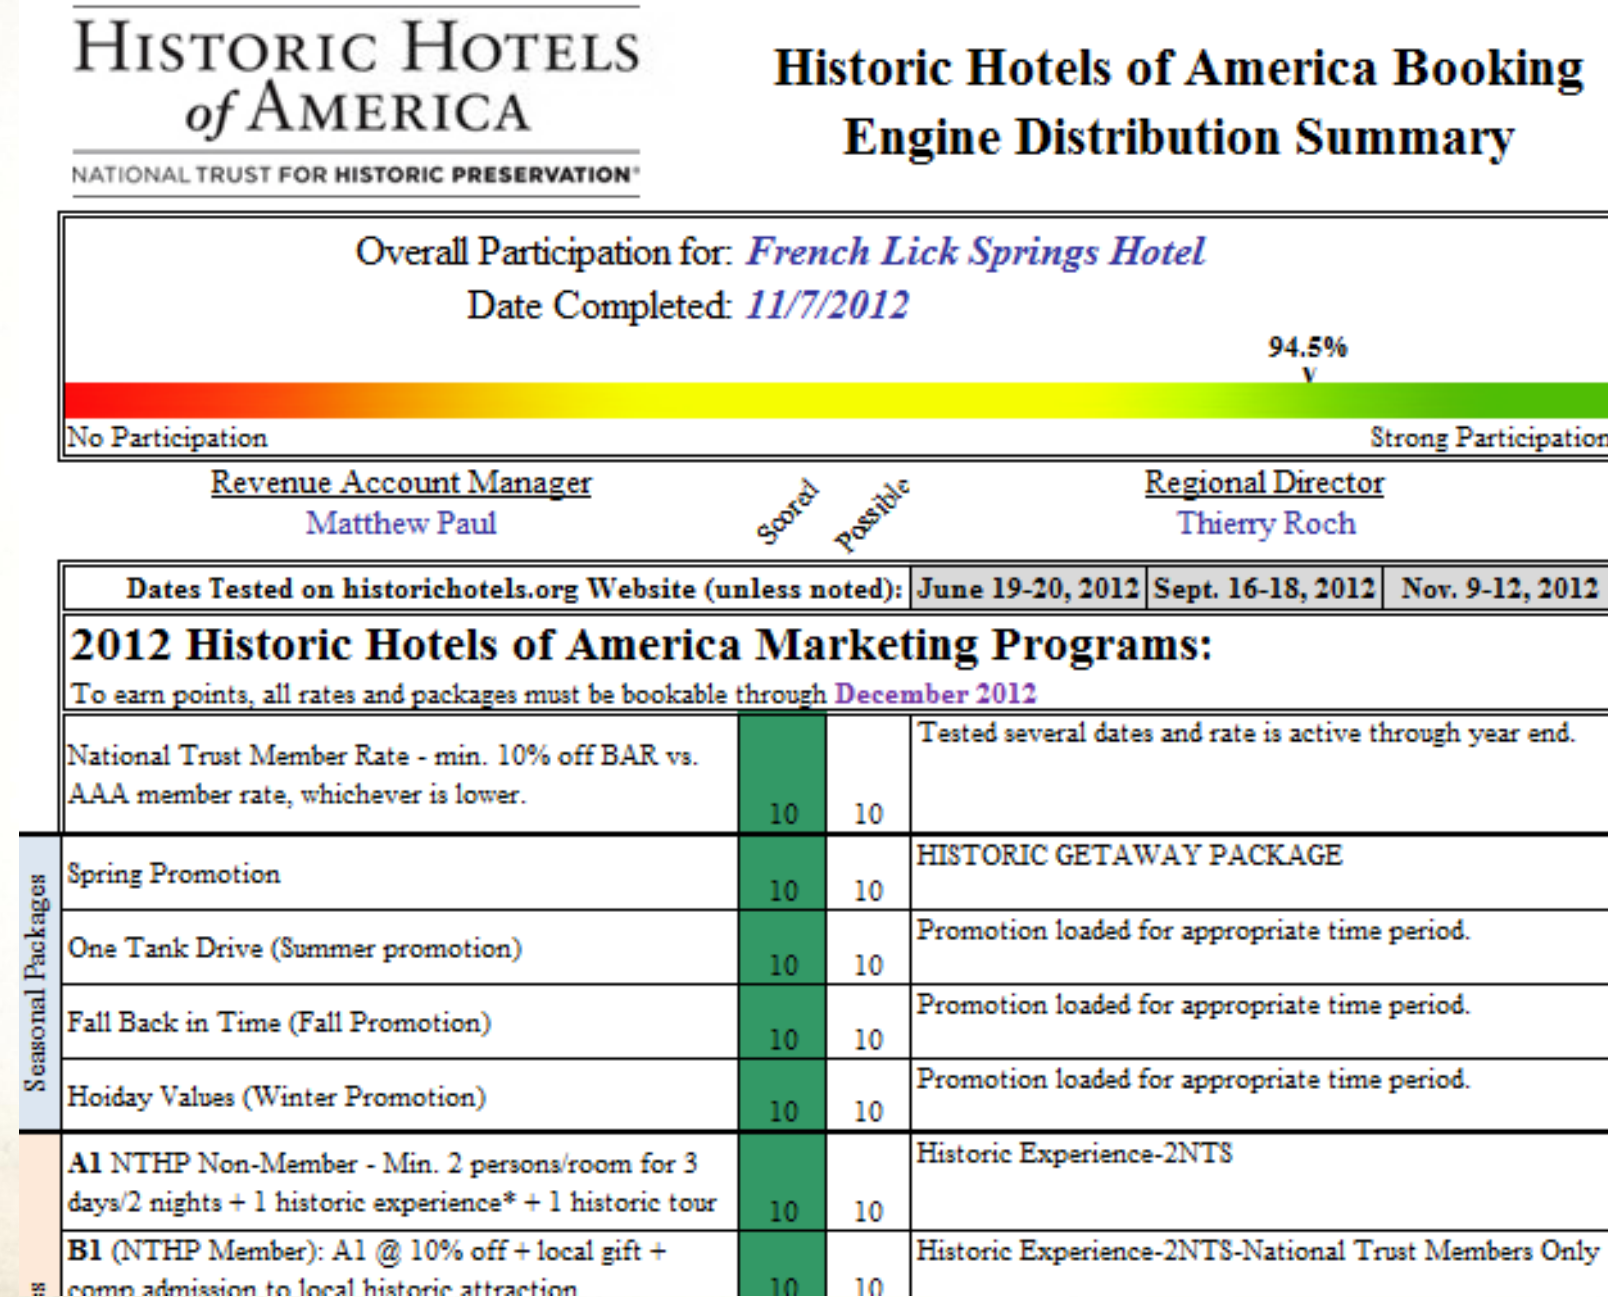 HISTORIC HOTELS
of AMERICA
NATIONAL TRUST FOR HISTORIC PRESERVATION®
Historic Hotels of America Booking
Engine Distribution Summary
Overall Participation for: French Lick Springs Hotel
Date Completed: 11/7/2012
94.5%
v
No Participation
Strong Participation
Revenue Account Manager
Matthew Paul
Scored
Possible
Regional Director
Thierry Roch
Dates Tested on historichotels.org Website (unless noted): June 19-20, 2012 Sept. 16-18, 2012 Nov. 9-12, 2012
2012 Historic Hotels of America Marketing Programs:
To earn points, all rates and packages must be bookable through December 2012
National Trust Member Rate - min. 10% off BAR vs.
AAA member rate, whichever is lower.
10 10
Tested several dates and rate is active through year end.
Seasonal Packages
Spring Promotion
10 10
HISTORIC GETAWAY PACKAGE
One Tank Drive (Summer promotion)
10 10
Promotion loaded for appropriate time period.
Fall Back in Time (Fall Promotion)
10 10
Promotion loaded for appropriate time period.
Hoiday Values (Winter Promotion)
10 10
Promotion loaded for appropriate time period.
A1 NTHP Non-Member - Min. 2 persons/room for 3
days/2 nights + 1 historic experience* + 1 historic tour
10 10
Historic Experience-2NTS
B1 (NTHP Member): A1 @ 10% off + local gift +
comp admission to local historic attraction
10 10
Historic Experience-2NTS-National Trust Members Only